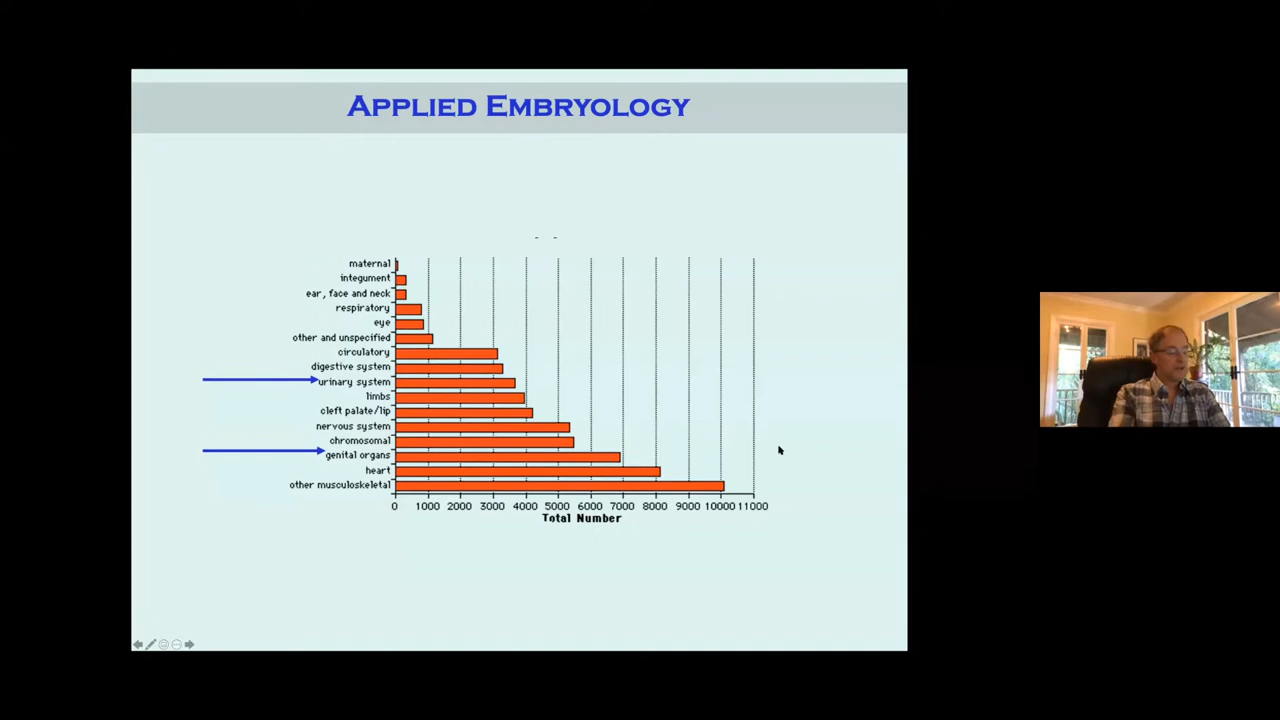 APPLIED EMBRYOLOGY
maternal
integument
ear, face and neck
respiratory
eye
other and unspecified
circulatory
digestive system
urinary system
limbs
cleft palate/lip
nervous system
chromosomal
genital organs
heart
other musculoskeletal
0 1000 2000 3000 4000 5000 6000 7000 8000 9000 10000 11000
Total Number